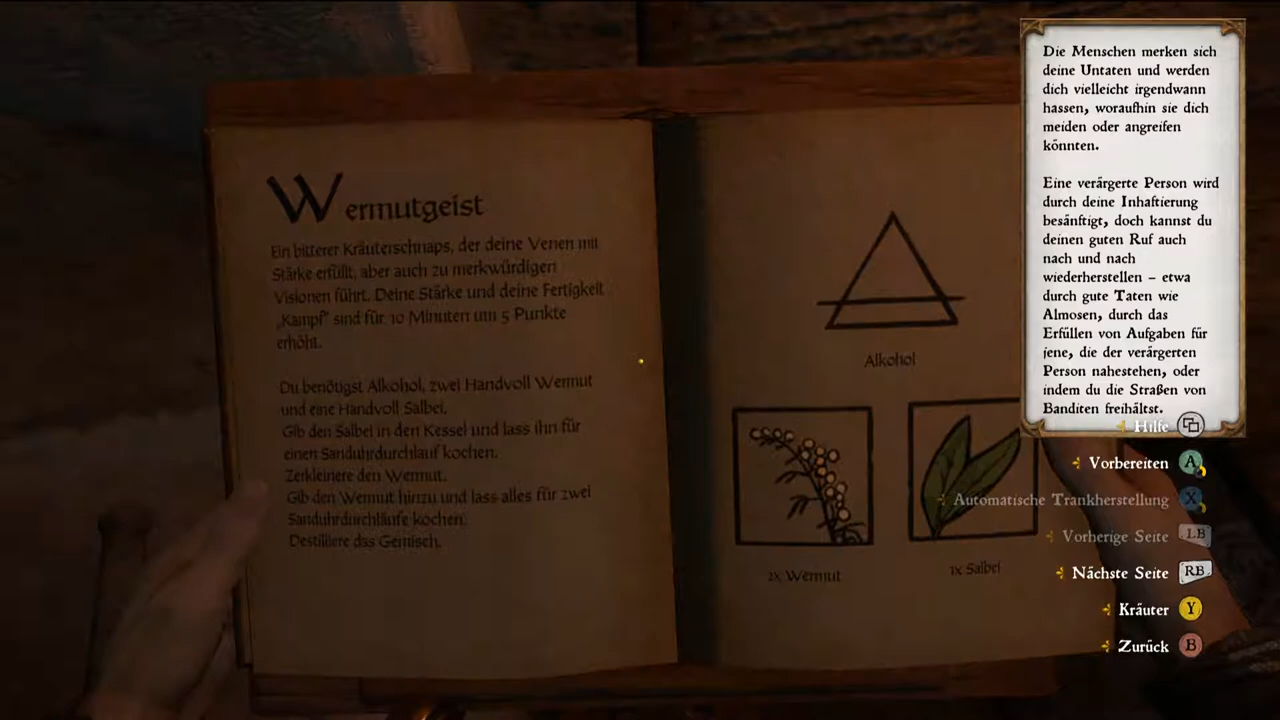 Wermutgeist
Ein bitterer Kräuterschnaps, der deine Venen mit
Stärke erfüllt, aber auch zu merkwürdigen
Visionen führt. Deine Stärke und deine Fertigkeit
„Kampf“ sind für 10 Minuten um 5 Punkte
erhöht.
Du benötigst Alkohol, zwei Handvoll Wermut
und eine Handvoll Salbei.
Gib den Salbei in den Kessel und lass ihn für
einen Sanduhrdurchlauf kochen.
Zerkleinere den Wermut.
Gib den Wermut hinzu und lass alles für zwei
Sanduhrdurchläufe kochen.
Destilliere das Gemisch.
Alkohol
2x Wermut
1x Salbei
Die Menschen merken sich
deine Untaten und werden
dich vielleicht irgendwann
hassen, woraufhin sie dich
meiden oder angreifen
könnten.
Eine verärgerte Person wird
durch deine Inhaftierung
besänftigt, doch kannst du
deinen guten Ruf auch
nach und nach
wiederherstellen – etwa
durch gute Taten wie
Almosen, durch das
Erfüllen von Aufgaben für
jene, die der verärgerten
Person nahestehen, oder
indem du die Straßen von
Banditen freihältst.
Hilfe
Vorbereiten A
Automatische Trankherstellung X
Vorherige Seite LB
Nächste Seite RB
Kräuter Y
Zurück B